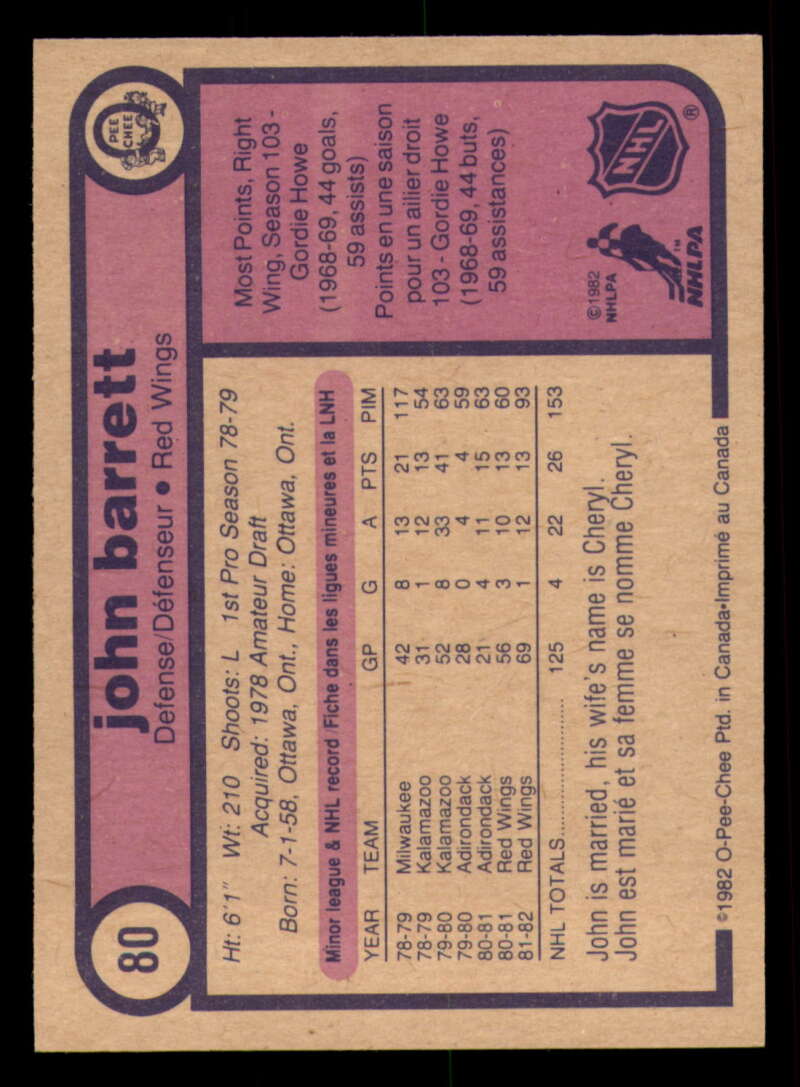 80
john barrett
Defense/Défenseur • Red Wings
O
PEE
CHEE
Ht: 6'1" Wt: 210 Shoots: L 1st Pro Season 78-79
Acquired: 1978 Amateur Draft
Born: 7-1-58, Ottawa, Ont., Home: Ottawa, Ont.
Minor league & NHL record/Fiche dans les ligues mineures et la LNH
YEAR TEAM GP G A PTS PIM
78-79 Milwaukee 42 8 13 21 117
78-79 Kalamazoo 31 1 12 13 54
79-80 Kalamazoo 52 8 33 41 63
79-80 Adirondack 28 0 4 4 59
80-81 Adirondack 21 4 11 15 63
80-81 Red Wings 56 3 10 13 60
81-82 Red Wings 69 1 12 13 93
NHL TOTALS.................... 125 4 22 26 153
John is married, his wife's name is Cheryl.
John est marié et sa femme se nomme Cheryl.
Most Points, Right
Wing, Season 103 -
Gordie Howe
(1968-69, 44 goals,
59 assists)
Points en une saison
pour un ailier droit
103 - Gordie Howe
(1968-69, 44 buts,
59 assistances)
©1982
NHLPA
™
NHLPA
NHL
®
©1982 O-Pee-Chee Ptd. in Canada•Imprimé au Canada